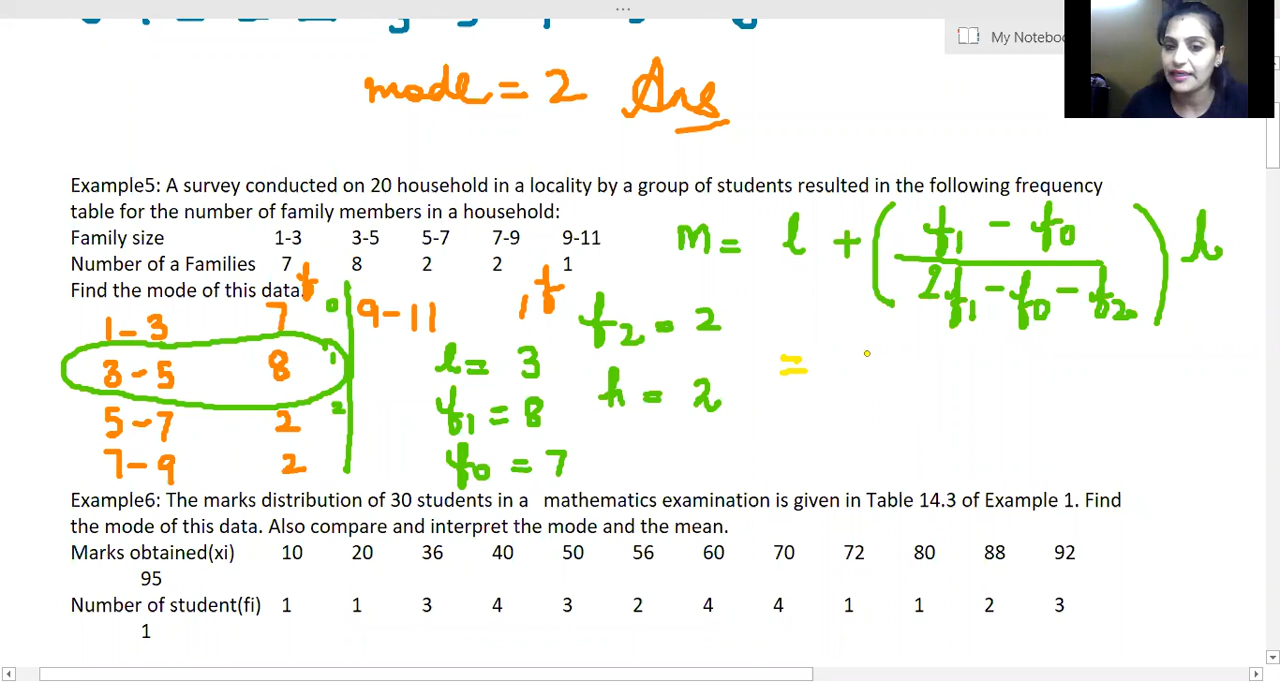 My Notebo
mode = 2 Ans
Example5: A survey conducted on 20 household in a locality by a group of students resulted in the following frequency
table for the number of family members in a household:
Family size 1-3 3-5 5-7 7-9 9-11
Number of a Families 7 8 2 2 1
Find the mode of this data.
f
1-3 7 0
3-5 8 1
5-7 2 2
7-9 2
f
9-11 1
l = 3
f1 = 8
f0 = 7
f2 = 2
h = 2
m = l + (f1 - f0 / 2f1 - f0 - f2) h
=
Example6: The marks distribution of 30 students in a mathematics examination is given in Table 14.3 of Example 1. Find
the mode of this data. Also compare and interpret the mode and the mean.
Marks obtained(xi) 10 20 36 40 50 56 60 70 72 80 88 92
95
Number of student(fi) 1 1 3 4 3 2 4 4 1 1 2 3
1